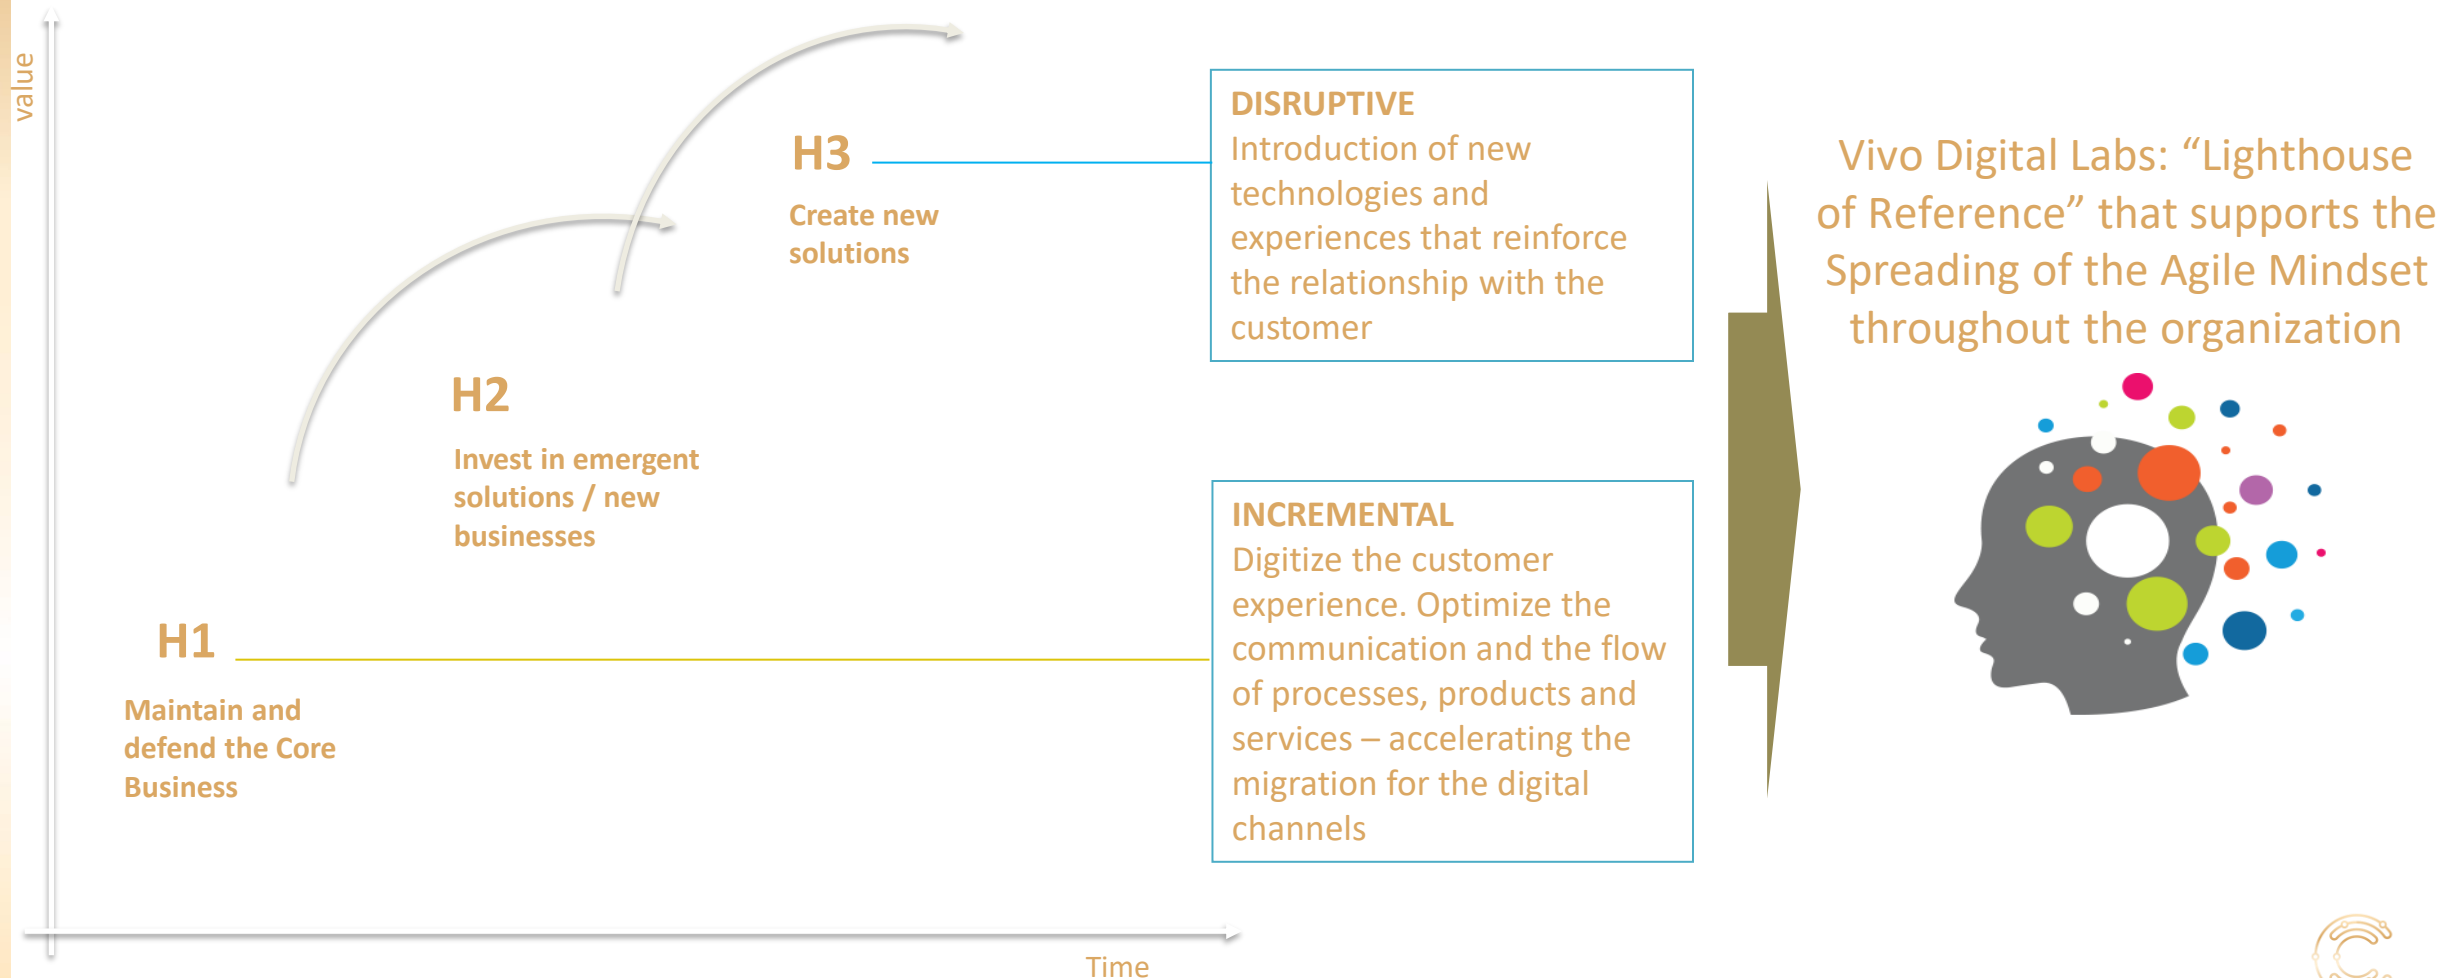 value
H3
Create new
solutions
H2
Invest in emergent
solutions / new
businesses
H1
Maintain and
defend the Core
Business
Time
DISRUPTIVE
Introduction of new
technologies and
experiences that reinforce
the relationship with the
customer
INCREMENTAL
Digitize the customer
experience. Optimize the
communication and the flow
of processes, products and
services – accelerating the
migration for the digital
channels
Vivo Digital Labs: “Lighthouse
of Reference” that supports the
Spreading of the Agile Mindset
throughout the organization